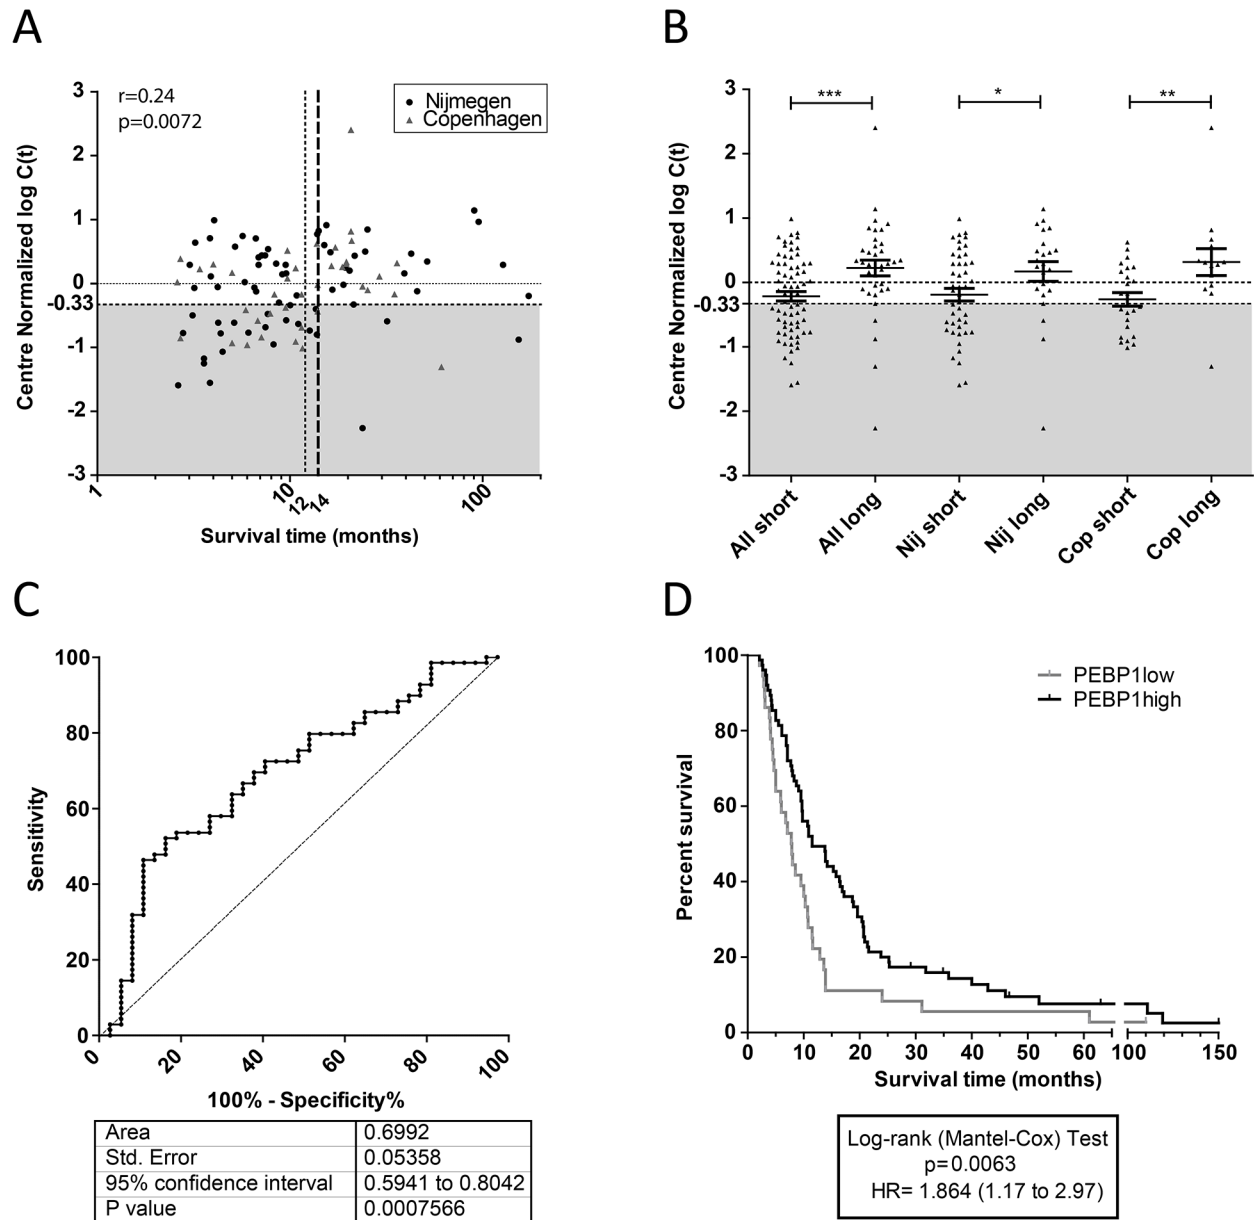 A
r=0.24
p=0.0072
Nijmegen
Copenhagen
Centre Normalized log C(t)
3
2
1
0
-0.33
-1
-2
-3
1
10
12
14
100
Survival time (months)
B
***
*
**
Centre Normalized log C(t)
3
2
1
0
-0.33
-1
-2
-3
All short
All long
Nij short
Nij long
Cop short
Cop long
C
Sensitivity
100
80
60
40
20
0
0
20
40
60
80
100
100% - Specificity%
Area 0.6992
Std. Error 0.05358
95% confidence interval 0.5941 to 0.8042
P value 0.0007566
D
PEBP1low
PEBP1high
Percent survival
100
80
60
40
20
0
0
10
20
30
40
50
60
100
150
Survival time (months)
Log-rank (Mantel-Cox) Test
p=0.0063
HR= 1.864 (1.17 to 2.97)